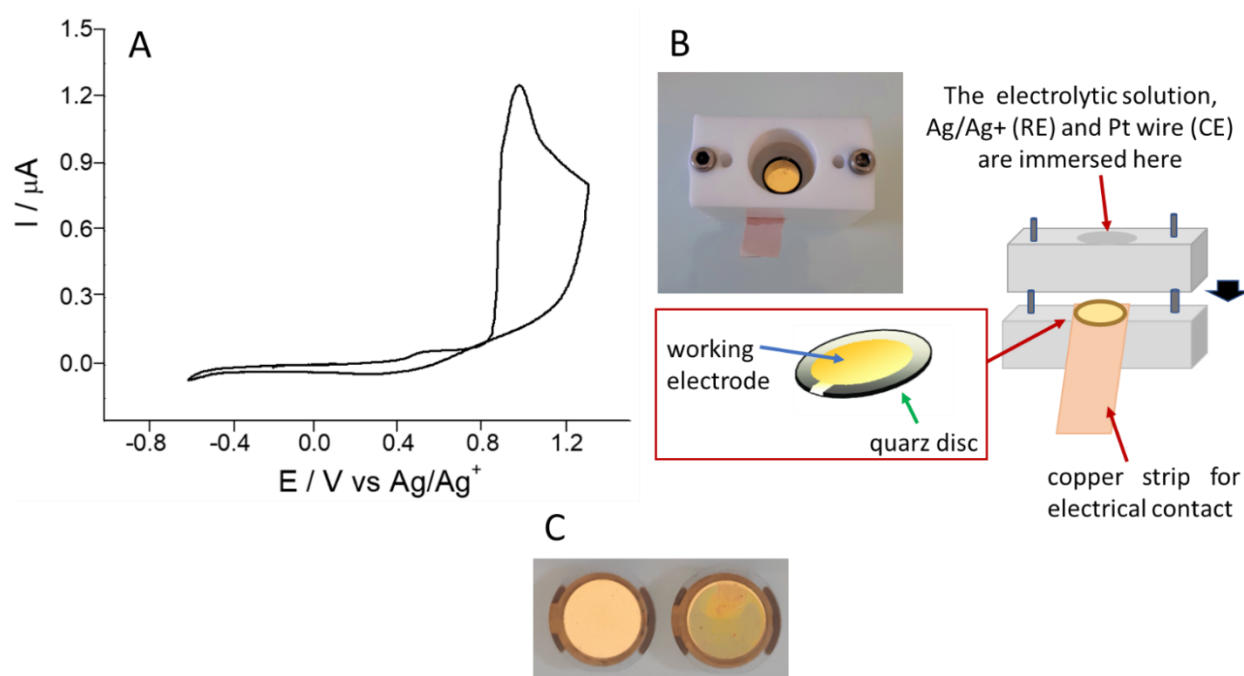 A
1.5
1.2
0.9
0.6
0.3
0.0
I / μA
-0.8 -0.4 0.0 0.4 0.8 1.2
E / V vs Ag/Ag⁺
B
The electrolytic solution,
Ag/Ag+ (RE) and Pt wire (CE)
are immersed here
working
electrode
quarz disc
copper strip for
electrical contact
C